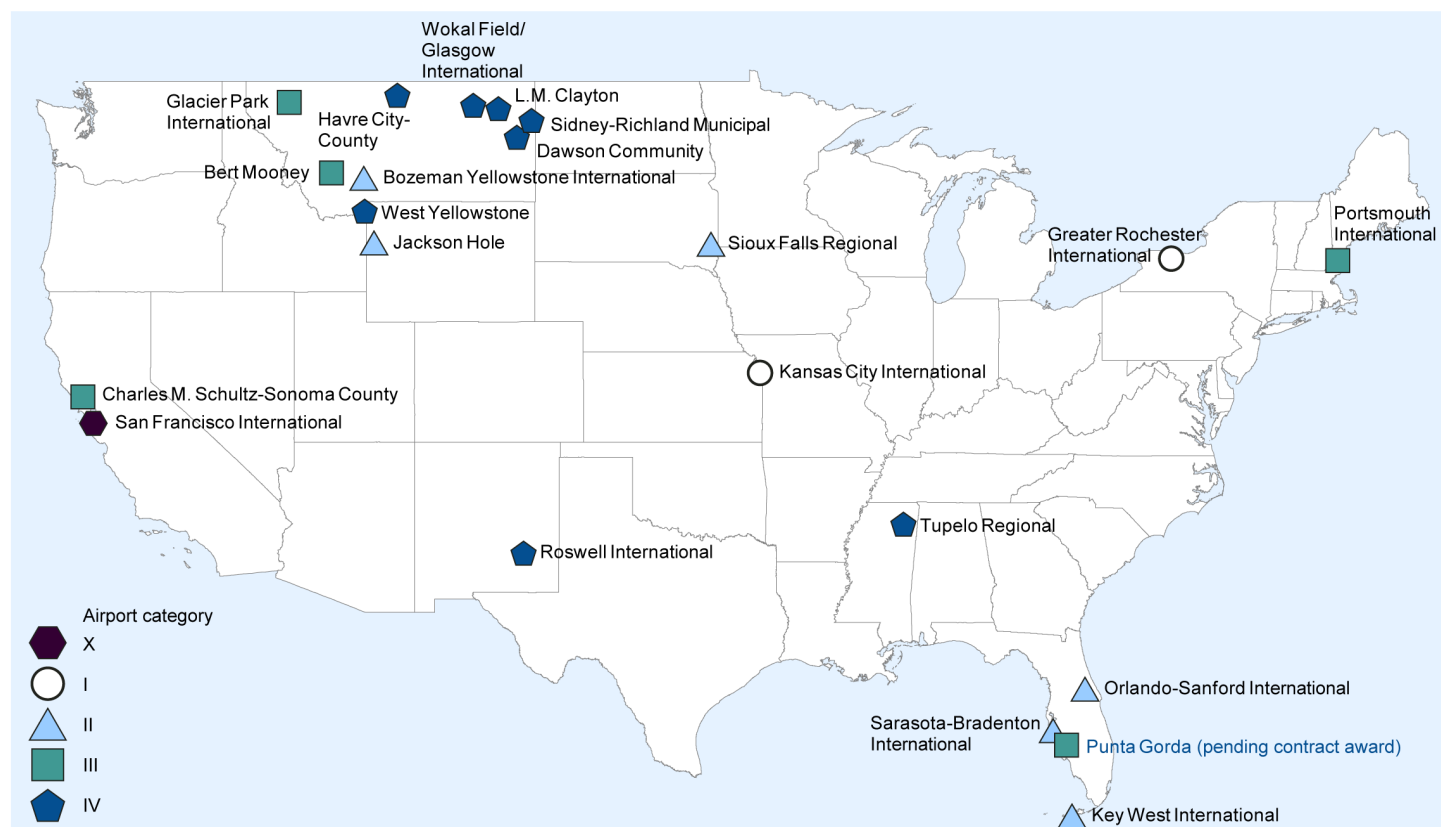 Wokal Field/
Glasgow
International
L.M. Clayton
Glacier Park
International
Havre City-
County
Sidney-Richland Municipal
Dawson Community
Bert Mooney
Bozeman Yellowstone International
West Yellowstone
Jackson Hole
Sioux Falls Regional
Greater Rochester
International
Portsmouth
International
Kansas City International
Charles M. Schultz-Sonoma County
San Francisco International
Tupelo Regional
Roswell International
Orlando-Sanford International
Sarasota-Bradenton
International
Punta Gorda (pending contract award)
Key West International
Airport category
X
I
II
III
IV